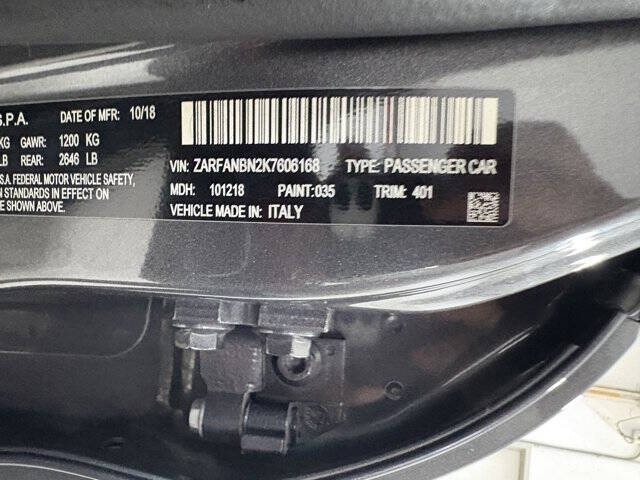 S.P.A. DATE OF MFR: 10/18
KG GAWR: 1200 KG
LB REAR: 2646 LB
VIN: ZARFANBN2K7606168 TYPE: PASSENGER CAR
S.A. FEDERAL MOTOR VEHICLE SAFETY,
N STANDARDS IN EFFECT ON
SHOWN ABOVE.
MDH: 101218 PAINT: 035 TRIM: 401
VEHICLE MADE IN: ITALY